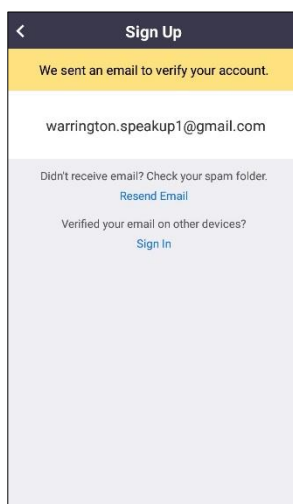 Sign Up
We sent an email to verify your account.
warrington.speakup1@gmail.com
Didn't receive email? Check your spam folder.
Resend Email
Verified your email on other devices?
Sign In